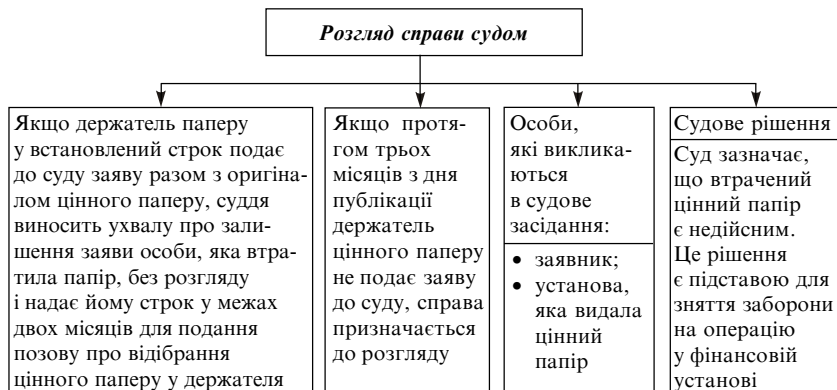 Розгляд справи судом
Якщо держатель паперу
у встановлений строк подає
до суду заяву разом з оригіна-
лом цінного паперу, суддя
виносить ухвалу про зали-
шення заяви особи, яка втра-
тила папір, без розгляду
і надає йому строк у межах
двох місяців для подання
позову про відібрання
цінного паперу у держателя
Якщо протя-
гом трьох
місяців з дня
публікації
держатель
цінного паперу
не подає заяву
до суду, справа
призначається
до розгляду
Особи,
які виклика-
ються
в судове
засідання:
• заявник;
• установа,
яка видала
цінний
папір
Судове рішення
Суд зазначає,
що втрачений
цінний папір
є недійсним.
Це рішення
є підставою для
зняття заборони
на операцію
у фінансовій
установі